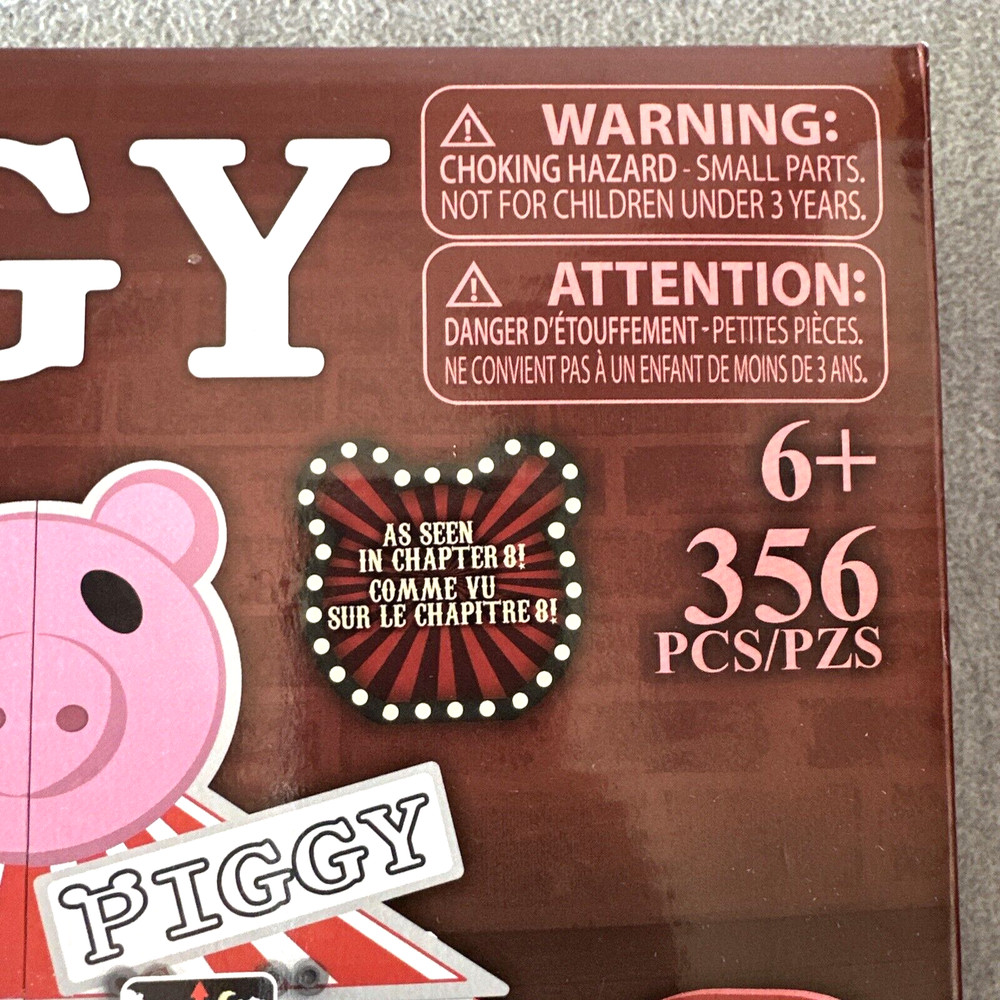 GY
WARNING:
CHOKING HAZARD - SMALL PARTS.
NOT FOR CHILDREN UNDER 3 YEARS.
ATTENTION:
DANGER D'ÉTOUFFEMENT - PETITES PIÈCES.
NE CONVIENT PAS À UN ENFANT DE MOINS DE 3 ANS.
6+
356
PCS/PZS
AS SEEN
IN CHAPTER 8!
COMME VU
SUR LE CHAPITRE 8!
PIGGY